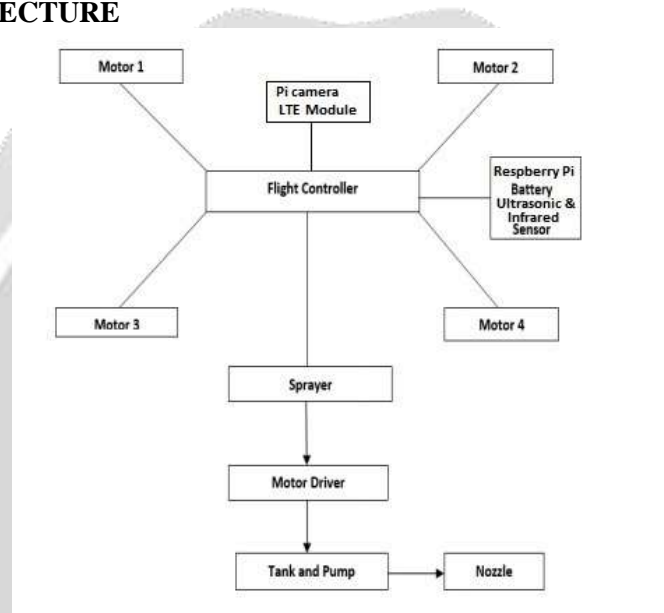 ECTURE
Motor 1
Motor 2
Pi camera
LTE Module
Flight Controller
Respberry Pi
Battery
Ultrasonic &
Infrared
Sensor
Motor 3
Motor 4
Sprayer
Motor Driver
Tank and Pump
Nozzle